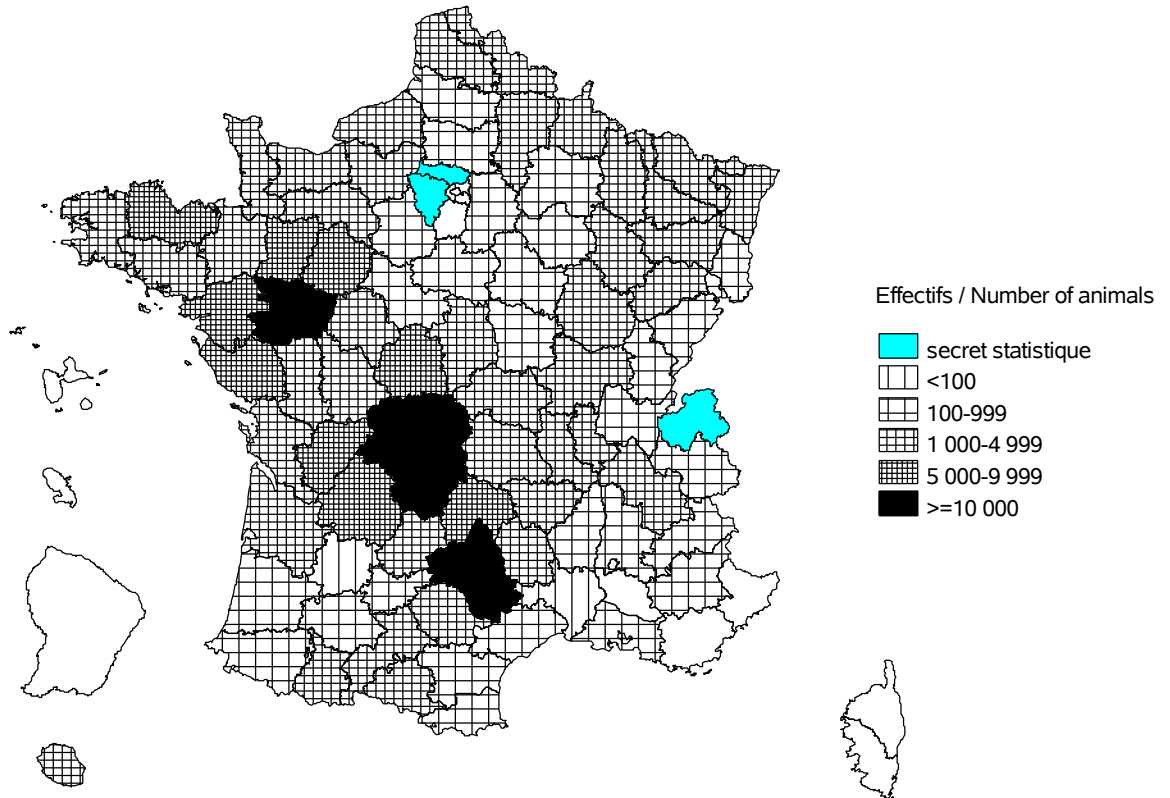 Effectifs / Number of animals
secret statistique
<100
100-999
1 000-4 999
5 000-9 999
>=10 000